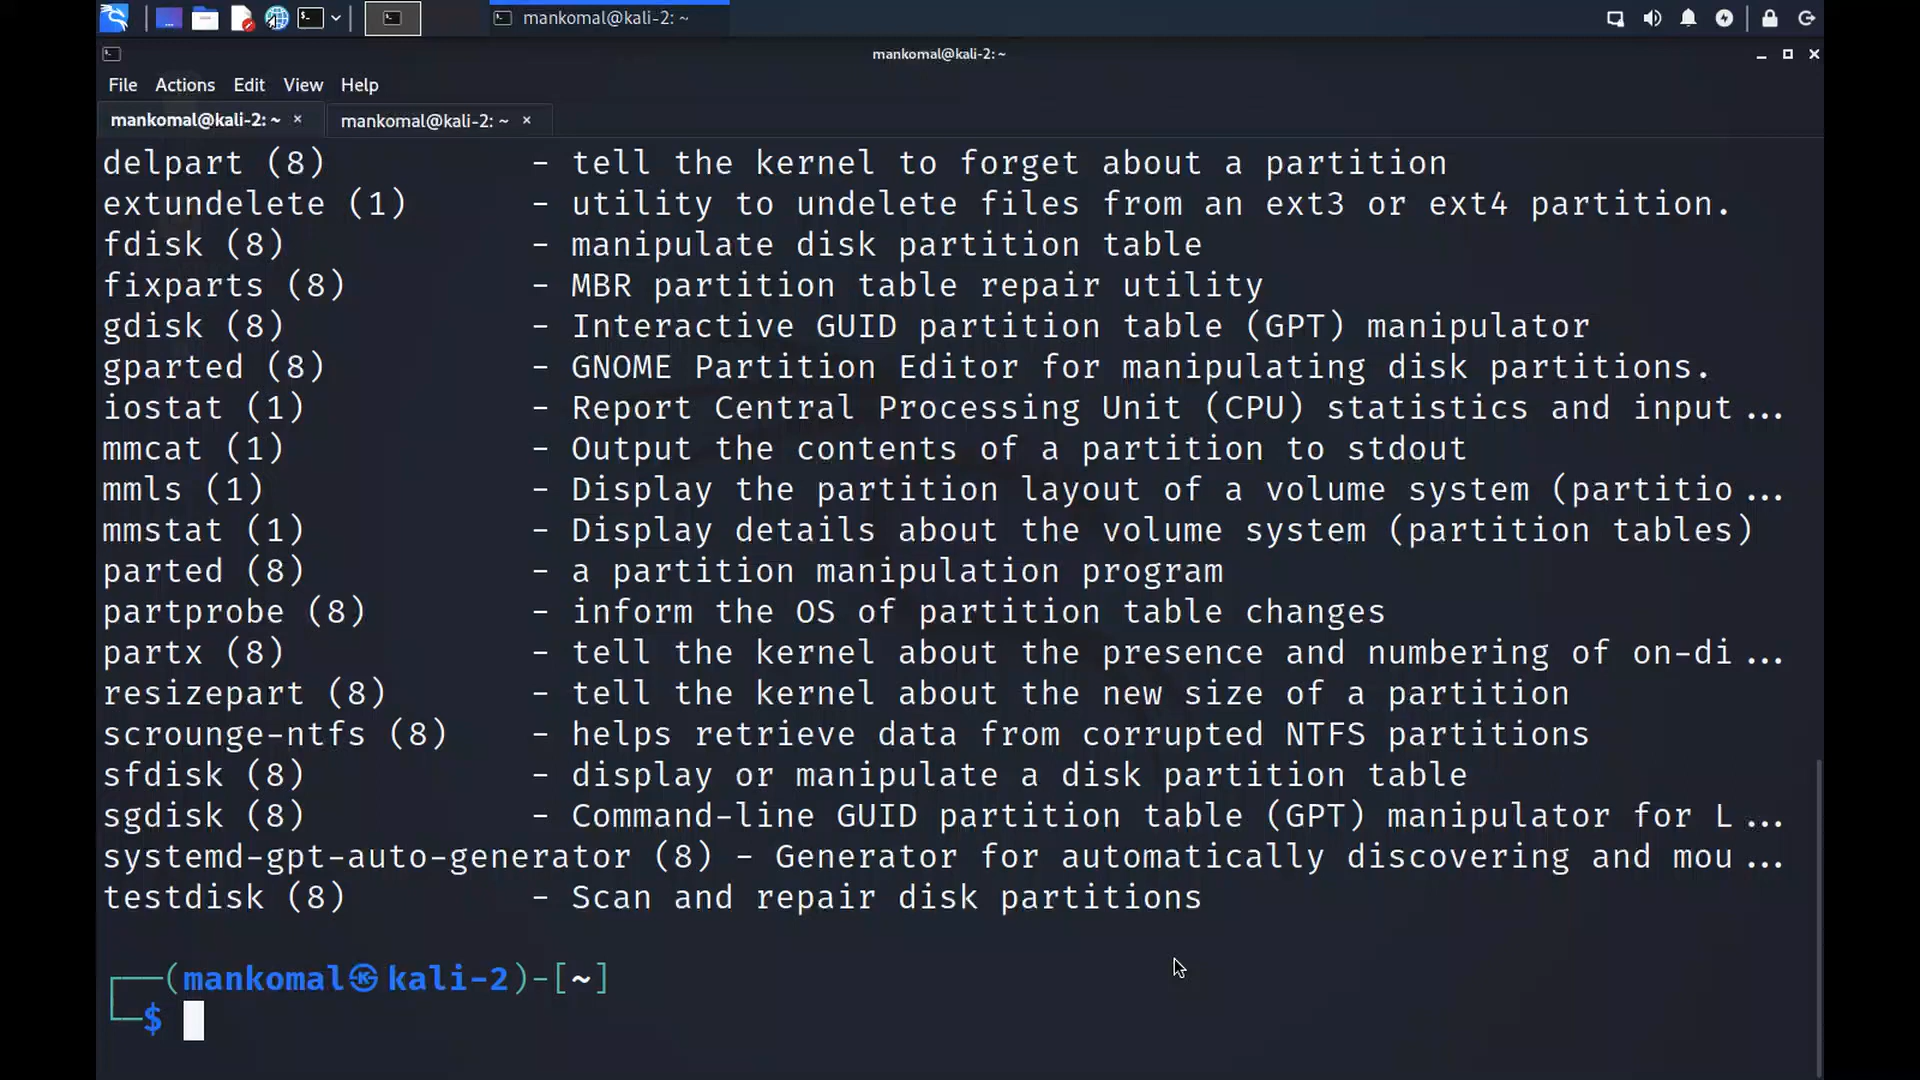 mankomal@kali-2: ~
mankomal@kali-2: ~
File Actions Edit View Help
mankomal@kali-2: ~ × mankomal@kali-2: ~ ×
delpart (8) - tell the kernel to forget about a partition
extundelete (1) - utility to undelete files from an ext3 or ext4 partition.
fdisk (8) - manipulate disk partition table
fixparts (8) - MBR partition table repair utility
gdisk (8) - Interactive GUID partition table (GPT) manipulator
gparted (8) - GNOME Partition Editor for manipulating disk partitions.
iostat (1) - Report Central Processing Unit (CPU) statistics and input ...
mmcat (1) - Output the contents of a partition to stdout
mmls (1) - Display the partition layout of a volume system (partitio ...
mmstat (1) - Display details about the volume system (partition tables)
parted (8) - a partition manipulation program
partprobe (8) - inform the OS of partition table changes
partx (8) - tell the kernel about the presence and numbering of on-di ...
resizepart (8) - tell the kernel about the new size of a partition
scrounge-ntfs (8) - helps retrieve data from corrupted NTFS partitions
sfdisk (8) - display or manipulate a disk partition table
sgdisk (8) - Command-line GUID partition table (GPT) manipulator for L ...
systemd-gpt-auto-generator (8) - Generator for automatically discovering and mou ...
testdisk (8) - Scan and repair disk partitions
┌──(mankomal㉿kali-2)-[~]
└─$